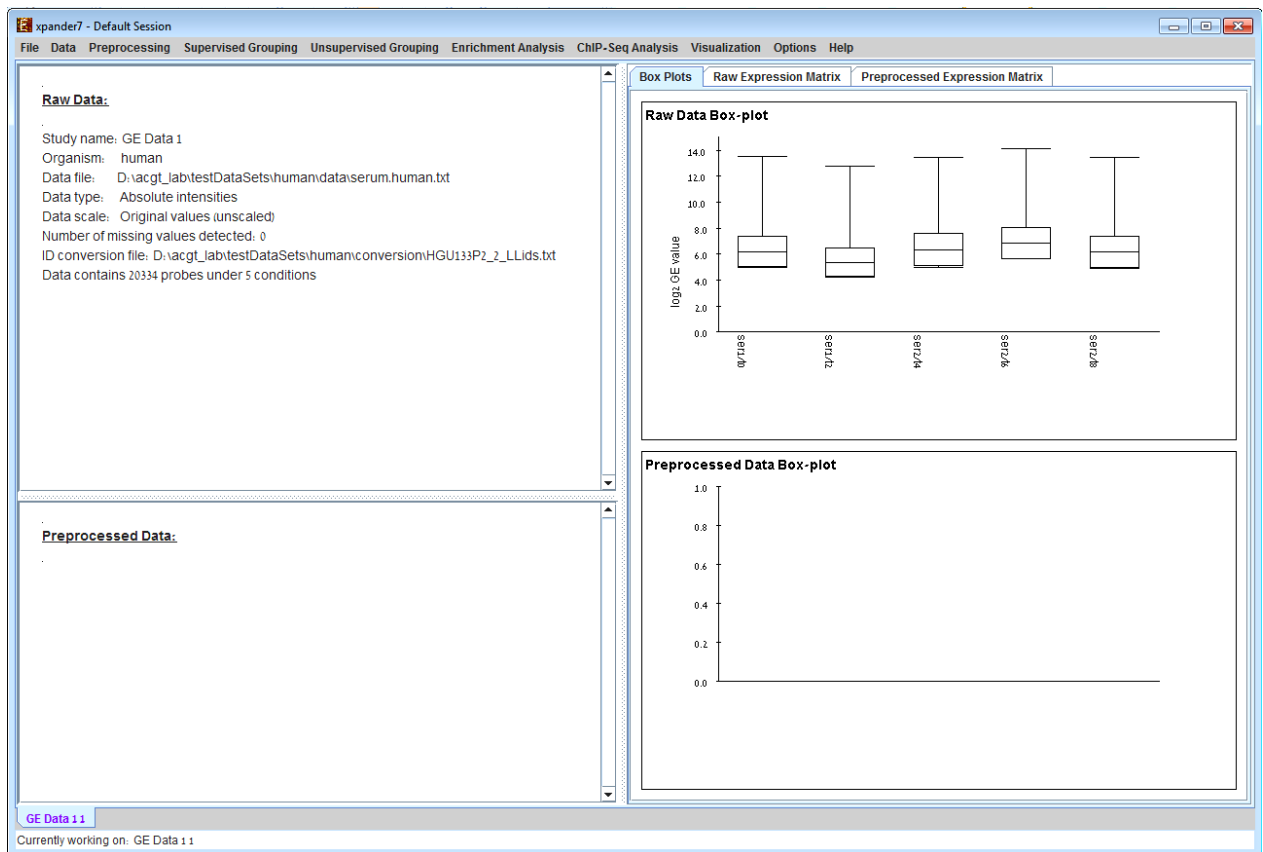 xpander7 - Default Session
File Data Preprocessing Supervised Grouping Unsupervised Grouping Enrichment Analysis ChIP-Seq Analysis Visualization Options Help
Raw Data:
Study name: GE Data 1
Organism: human
Data file: D:\acgt_lab\testDataSets\human\data\serum.human.txt
Data type: Absolute intensities
Data scale: Original values (unscaled)
Number of missing values detected: 0
ID conversion file: D:\acgt_lab\testDataSets\human\conversion\HGU133P2_2_LLids.txt
Data contains 20334 probes under 5 conditions
Preprocessed Data:
Box Plots Raw Expression Matrix Preprocessed Expression Matrix
Raw Data Box-plot
14.0
12.0
10.0
8.0
6.0
4.0
2.0
0.0
log2 GE value
ser1/t0 ser1/t2 ser2/t4 ser2/t6 ser2/t8
Preprocessed Data Box-plot
1.0
0.8
0.6
0.4
0.2
0.0
GE Data 1 1
Currently working on: GE Data 1 1